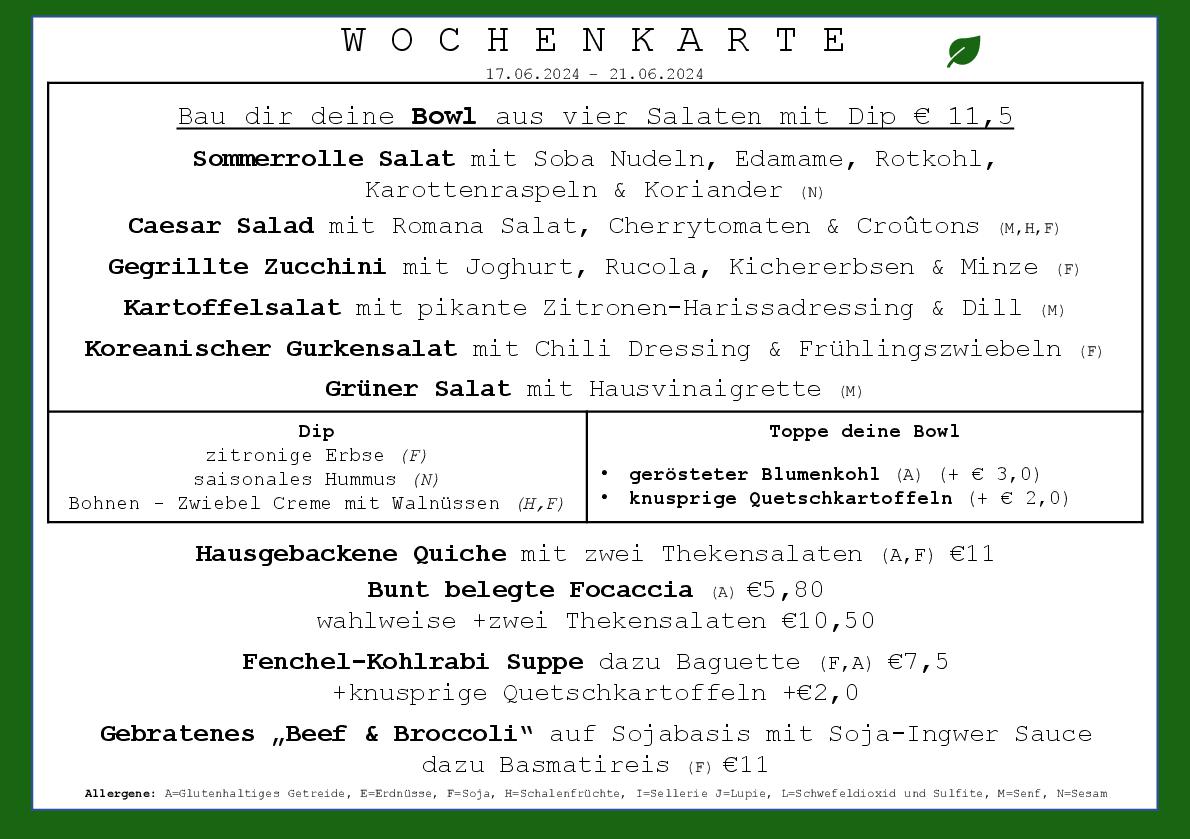 WOCHENKARTE
17.06.2024 – 21.06.2024
Bau dir deine Bowl aus vier Salaten mit Dip € 11,5
Sommerrolle Salat mit Soba Nudeln, Edamame, Rotkohl,
Karottenraspeln & Koriander (N)
Caesar Salad mit Romana Salat, Cherrytomaten & Croûtons (M,H,F)
Gegrillte Zucchini mit Joghurt, Rucola, Kichererbsen & Minze (F)
Kartoffelsalat mit pikante Zitronen-Harissadressing & Dill (M)
Koreanischer Gurkensalat mit Chili Dressing & Frühlingszwiebeln (F)
Grüner Salat mit Hausvinaigrette (M)
Dip
zitronige Erbse (F)
saisonales Hummus (N)
Bohnen – Zwiebel Creme mit Walnüssen (H,F)
Toppe deine Bowl
• gerösteter Blumenkohl (A) (+ € 3,0)
• knusprige Quetschkartoffeln (+ € 2,0)
Hausgebackene Quiche mit zwei Thekensalaten (A,F) €11
Bunt belegte Focaccia (A) €5,80
wahlweise +zwei Thekensalaten €10,50
Fenchel-Kohlrabi Suppe dazu Baguette (F,A) €7,5
+knusprige Quetschkartoffeln +€2,0
Gebratenes „Beef & Broccoli“ auf Sojabasis mit Soja-Ingwer Sauce
dazu Basmatireis (F) €11
Allergene: A=Glutenhaltiges Getreide, E=Erdnüsse, F=Soja, H=Schalenfrüchte, I=Sellerie J=Lupie, L=Schwefeldioxid und Sulfite, M=Senf, N=Sesam